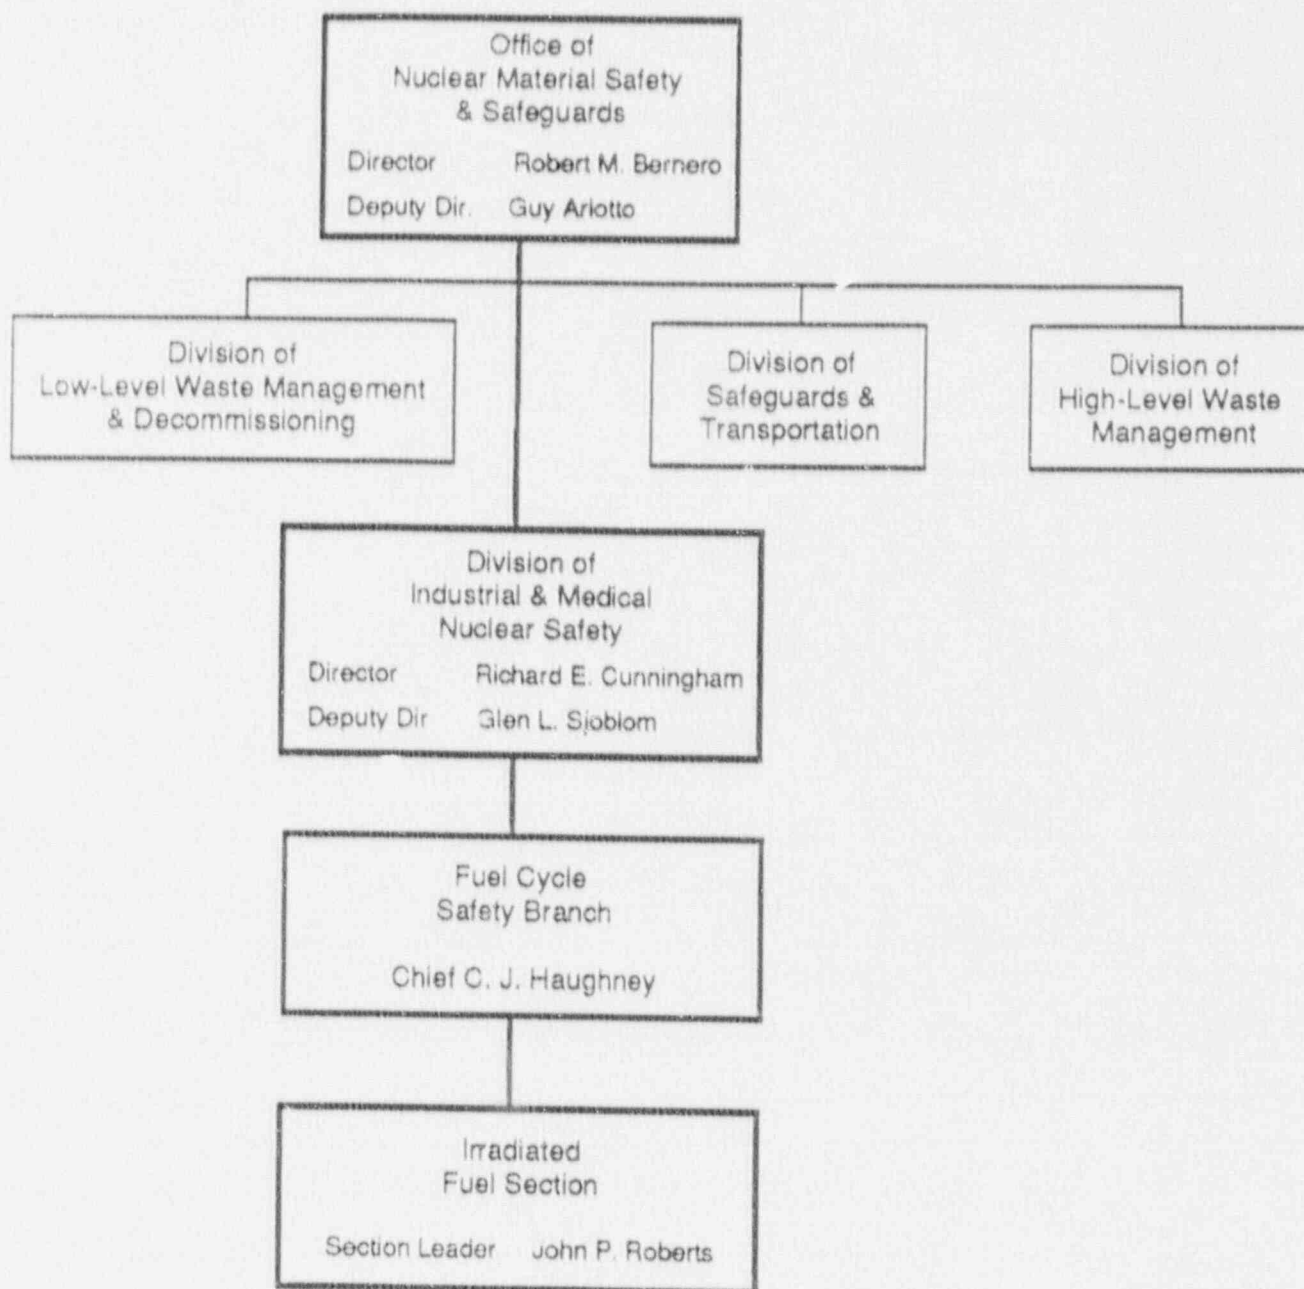 Office of
Nuclear Material Safety
& Safeguards
Director Robert M. Bernero
Deputy Dir. Guy Arlotto
Division of
Low-Level Waste Management
& Decommissioning
Division of
Safeguards &
Transportation
Division of
High-Level Waste
Management
Division of
Industrial & Medical
Nuclear Safety
Director Richard E. Cunningham
Deputy Dir Glen L. Sjoblom
Fuel Cycle
Safety Branch
Chief C. J. Haughney
Irradiated
Fuel Section
Section Leader John P. Roberts